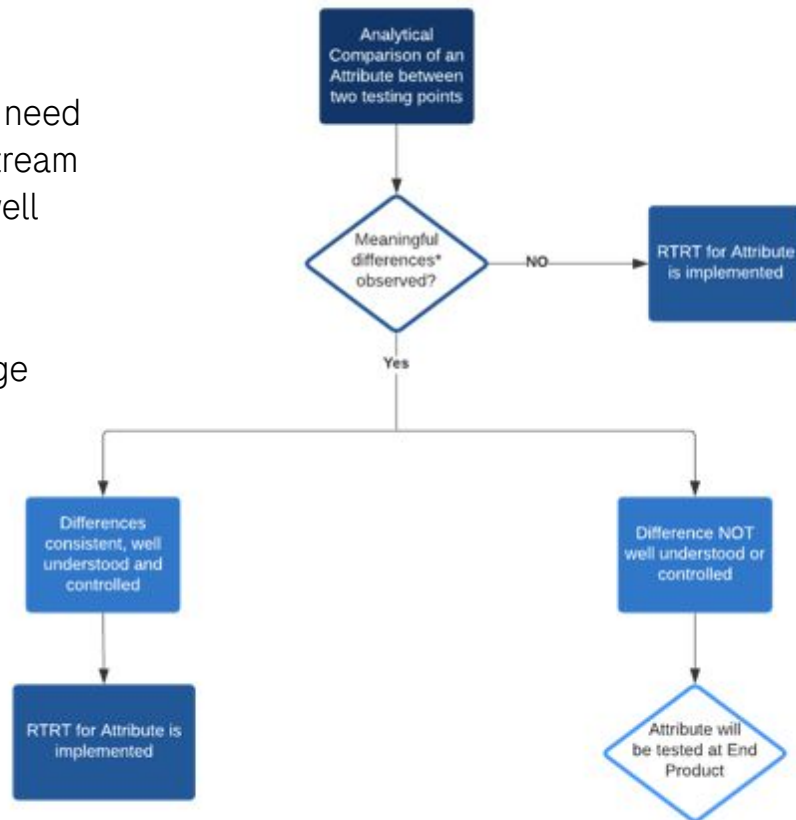 need
tream
ell
ge
Analytical
Comparison of an
Attribute between
two testing points
Meaningful
differences*
observed?
NO
RTRT for Attribute
is implemented
Yes
Differences
consistent, well
understood and
controlled
Difference NOT
well understood or
controlled
RTRT for Attribute is
implemented
Attribute will
be tested at End
Product